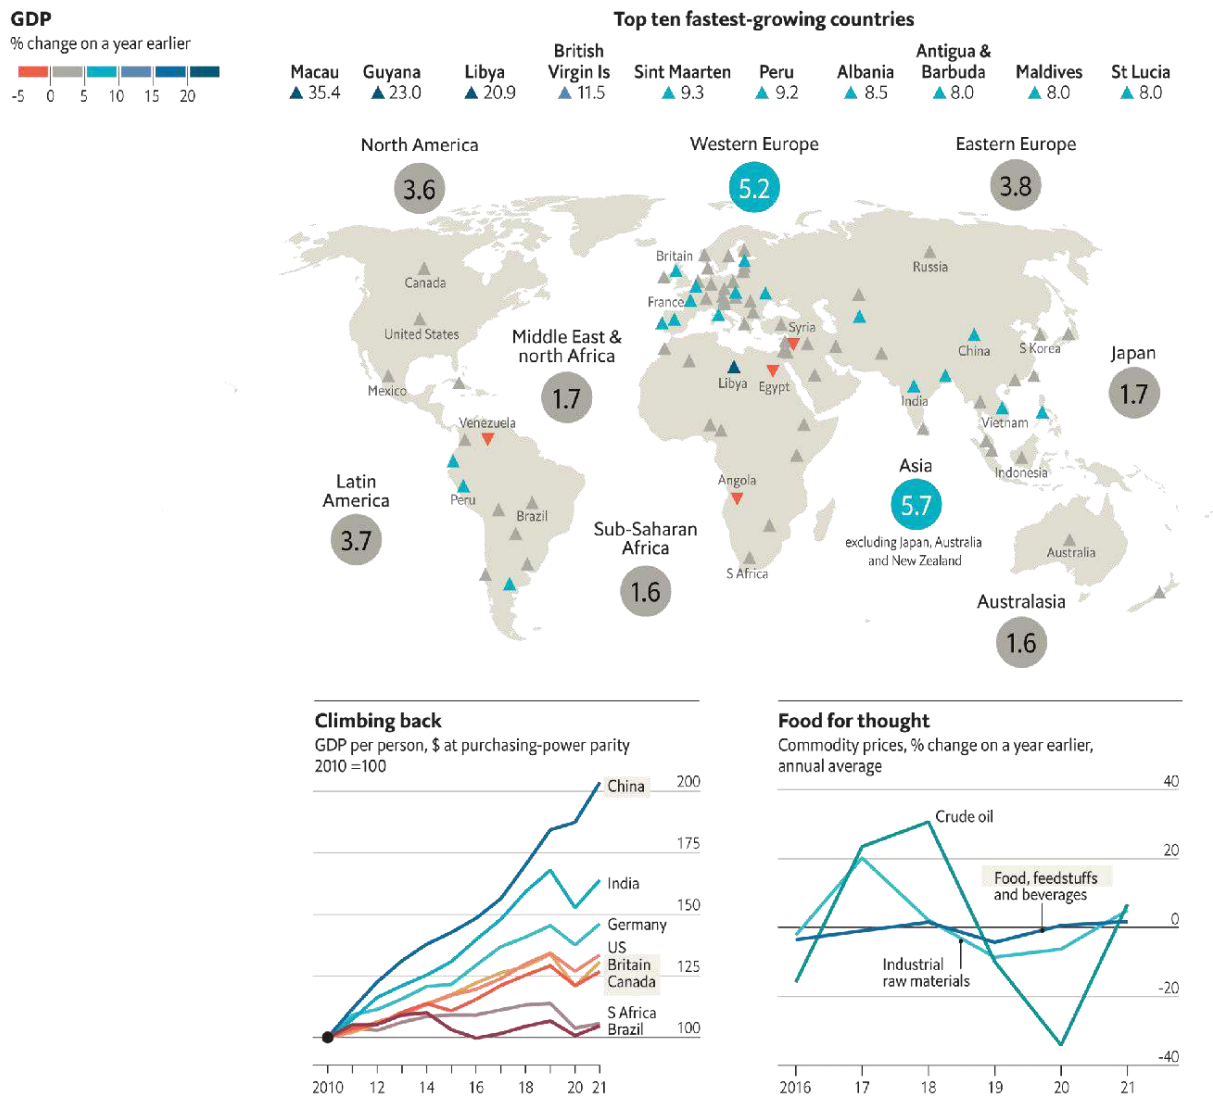 GDP
% change on a year earlier
-5 0 5 10 15 20
Top ten fastest-growing countries
Macau
35.4
Guyana
23.0
Libya
20.9
British
Virgin Is
11.5
Sint Maarten
9.3
Peru
9.2
Albania
8.5
Antigua &
Barbuda
8.0
Maldives
8.0
St Lucia
8.0
North America
3.6
Western Europe
5.2
Eastern Europe
3.8
Canada
United States
Mexico
Britain
France
Russia
Syria
China
S Korea
Libya
Egypt
India
Vietnam
Indonesia
Middle East &
north Africa
1.7
Japan
1.7
Venezuela
Peru
Brazil
Angola
S Africa
Australia
Latin
America
3.7
Sub-Saharan
Africa
1.6
Asia
5.7
excluding Japan, Australia
and New Zealand
Australasia
1.6
Climbing back
GDP per person, $ at purchasing-power parity
2010 =100
200
175
150
125
100
China
India
Germany
US
Britain
Canada
S Africa
Brazil
2010 12 14 16 18 20 21
Food for thought
Commodity prices, % change on a year earlier,
annual average
40
20
0
-20
-40
Crude oil
Food, feedstuffs
and beverages
Industrial
raw materials
2016 17 18 19 20 21